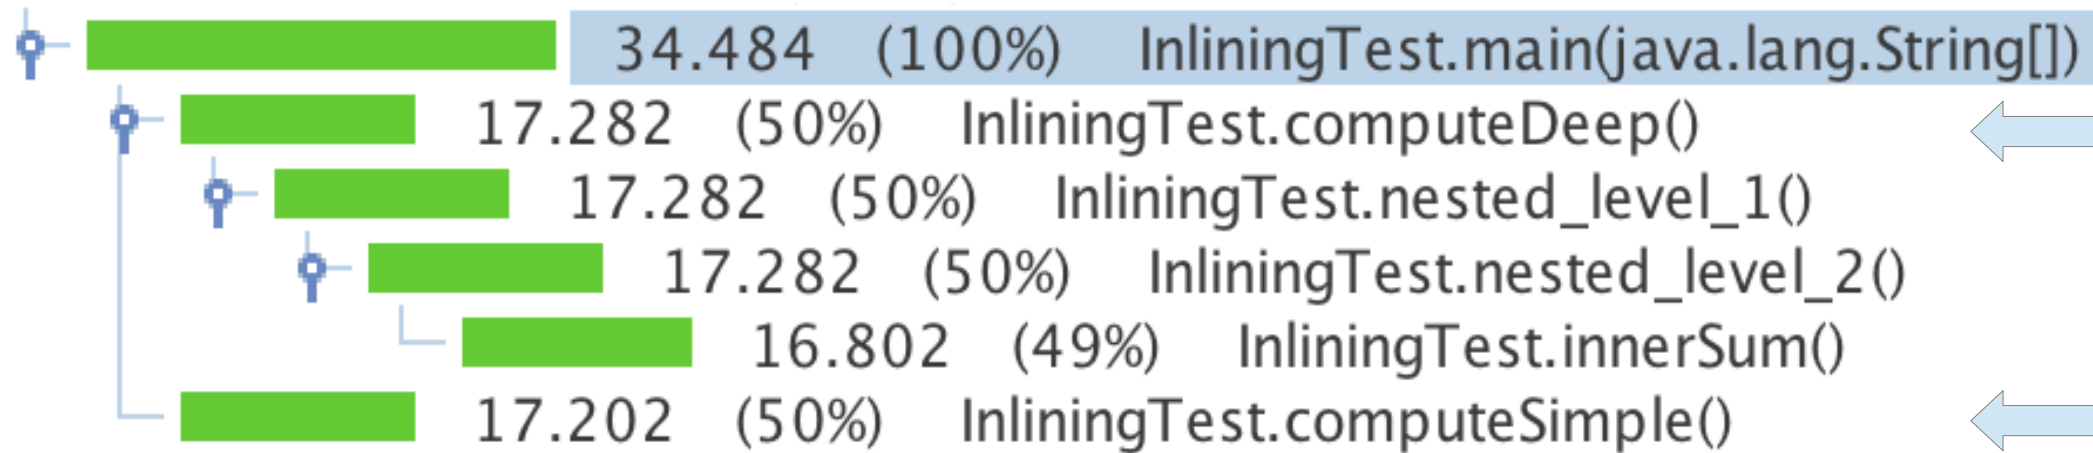 34.484 (100%) InliningTest.main(java.lang.String[])
17.282 (50%) InliningTest.computeDeep()
17.282 (50%) InliningTest.nested_level_1()
17.282 (50%) InliningTest.nested_level_2()
16.802 (49%) InliningTest.innerSum()
17.202 (50%) InliningTest.computeSimple()